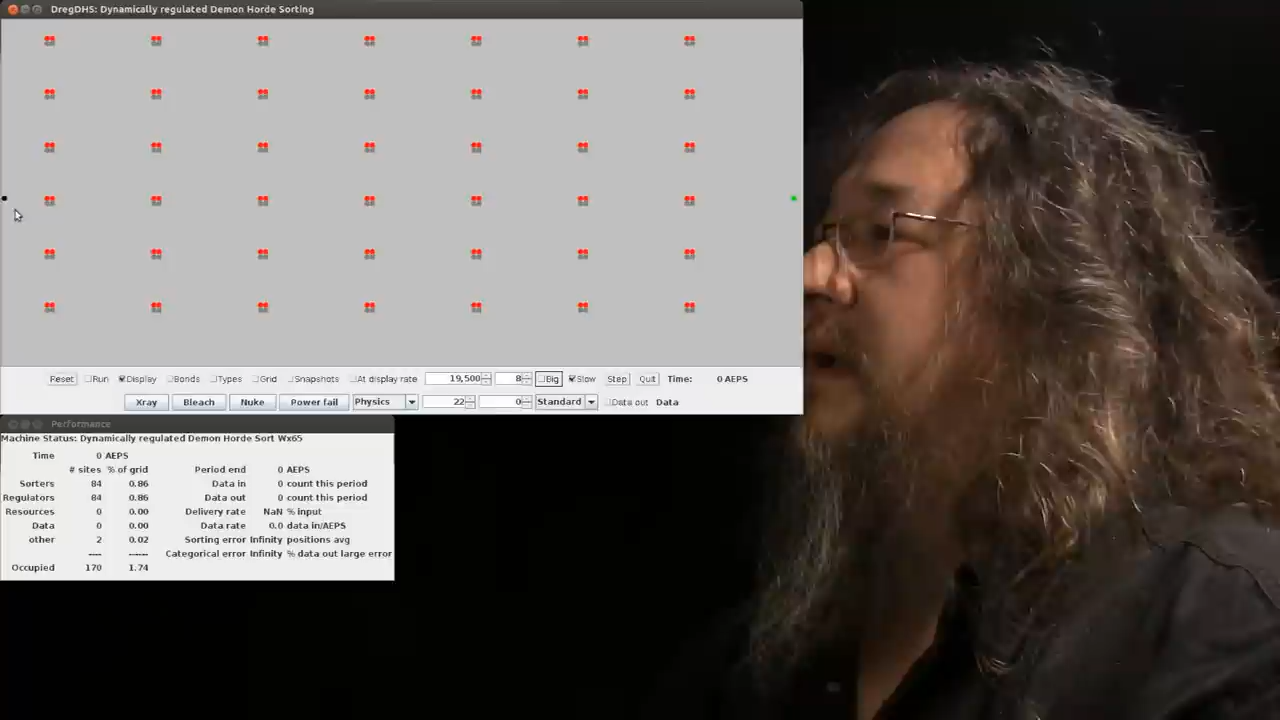 DregDHS: Dynamically regulated Demon Horde Sorting
Reset Run Display Bonds Types Grid Snapshots At display rate 19,500 8 Big Slow Step Quit Time: 0 AEPS
Xray Bleach Nuke Power fail Physics 22 0 Standard Data out Data
Performance
Machine Status: Dynamically regulated Demon Horde Sort Wx65
Time 0 AEPS
# sites % of grid Period end 0 AEPS
Sorters 84 0.86 Data in 0 count this period
Regulators 84 0.86 Data out 0 count this period
Resources 0 0.00 Delivery rate NaN % input
Data 0 0.00 Data rate 0.0 data in/AEPS
other 2 0.02 Sorting error Infinity positions avg
---- ------ Categorical error Infinity % data out large error
Occupied 170 1.74